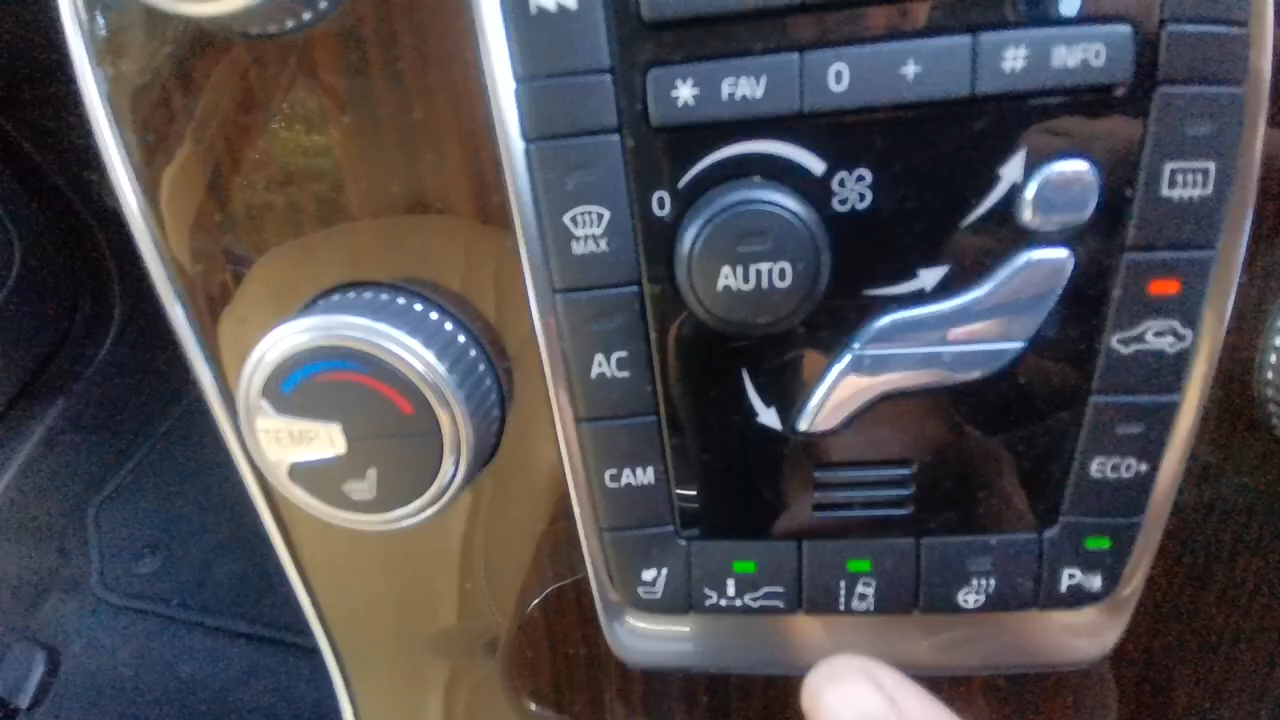 * FAV
0 +
# INFO
0
MAX
AUTO
AC
TEMP
CAM
ECO+
P